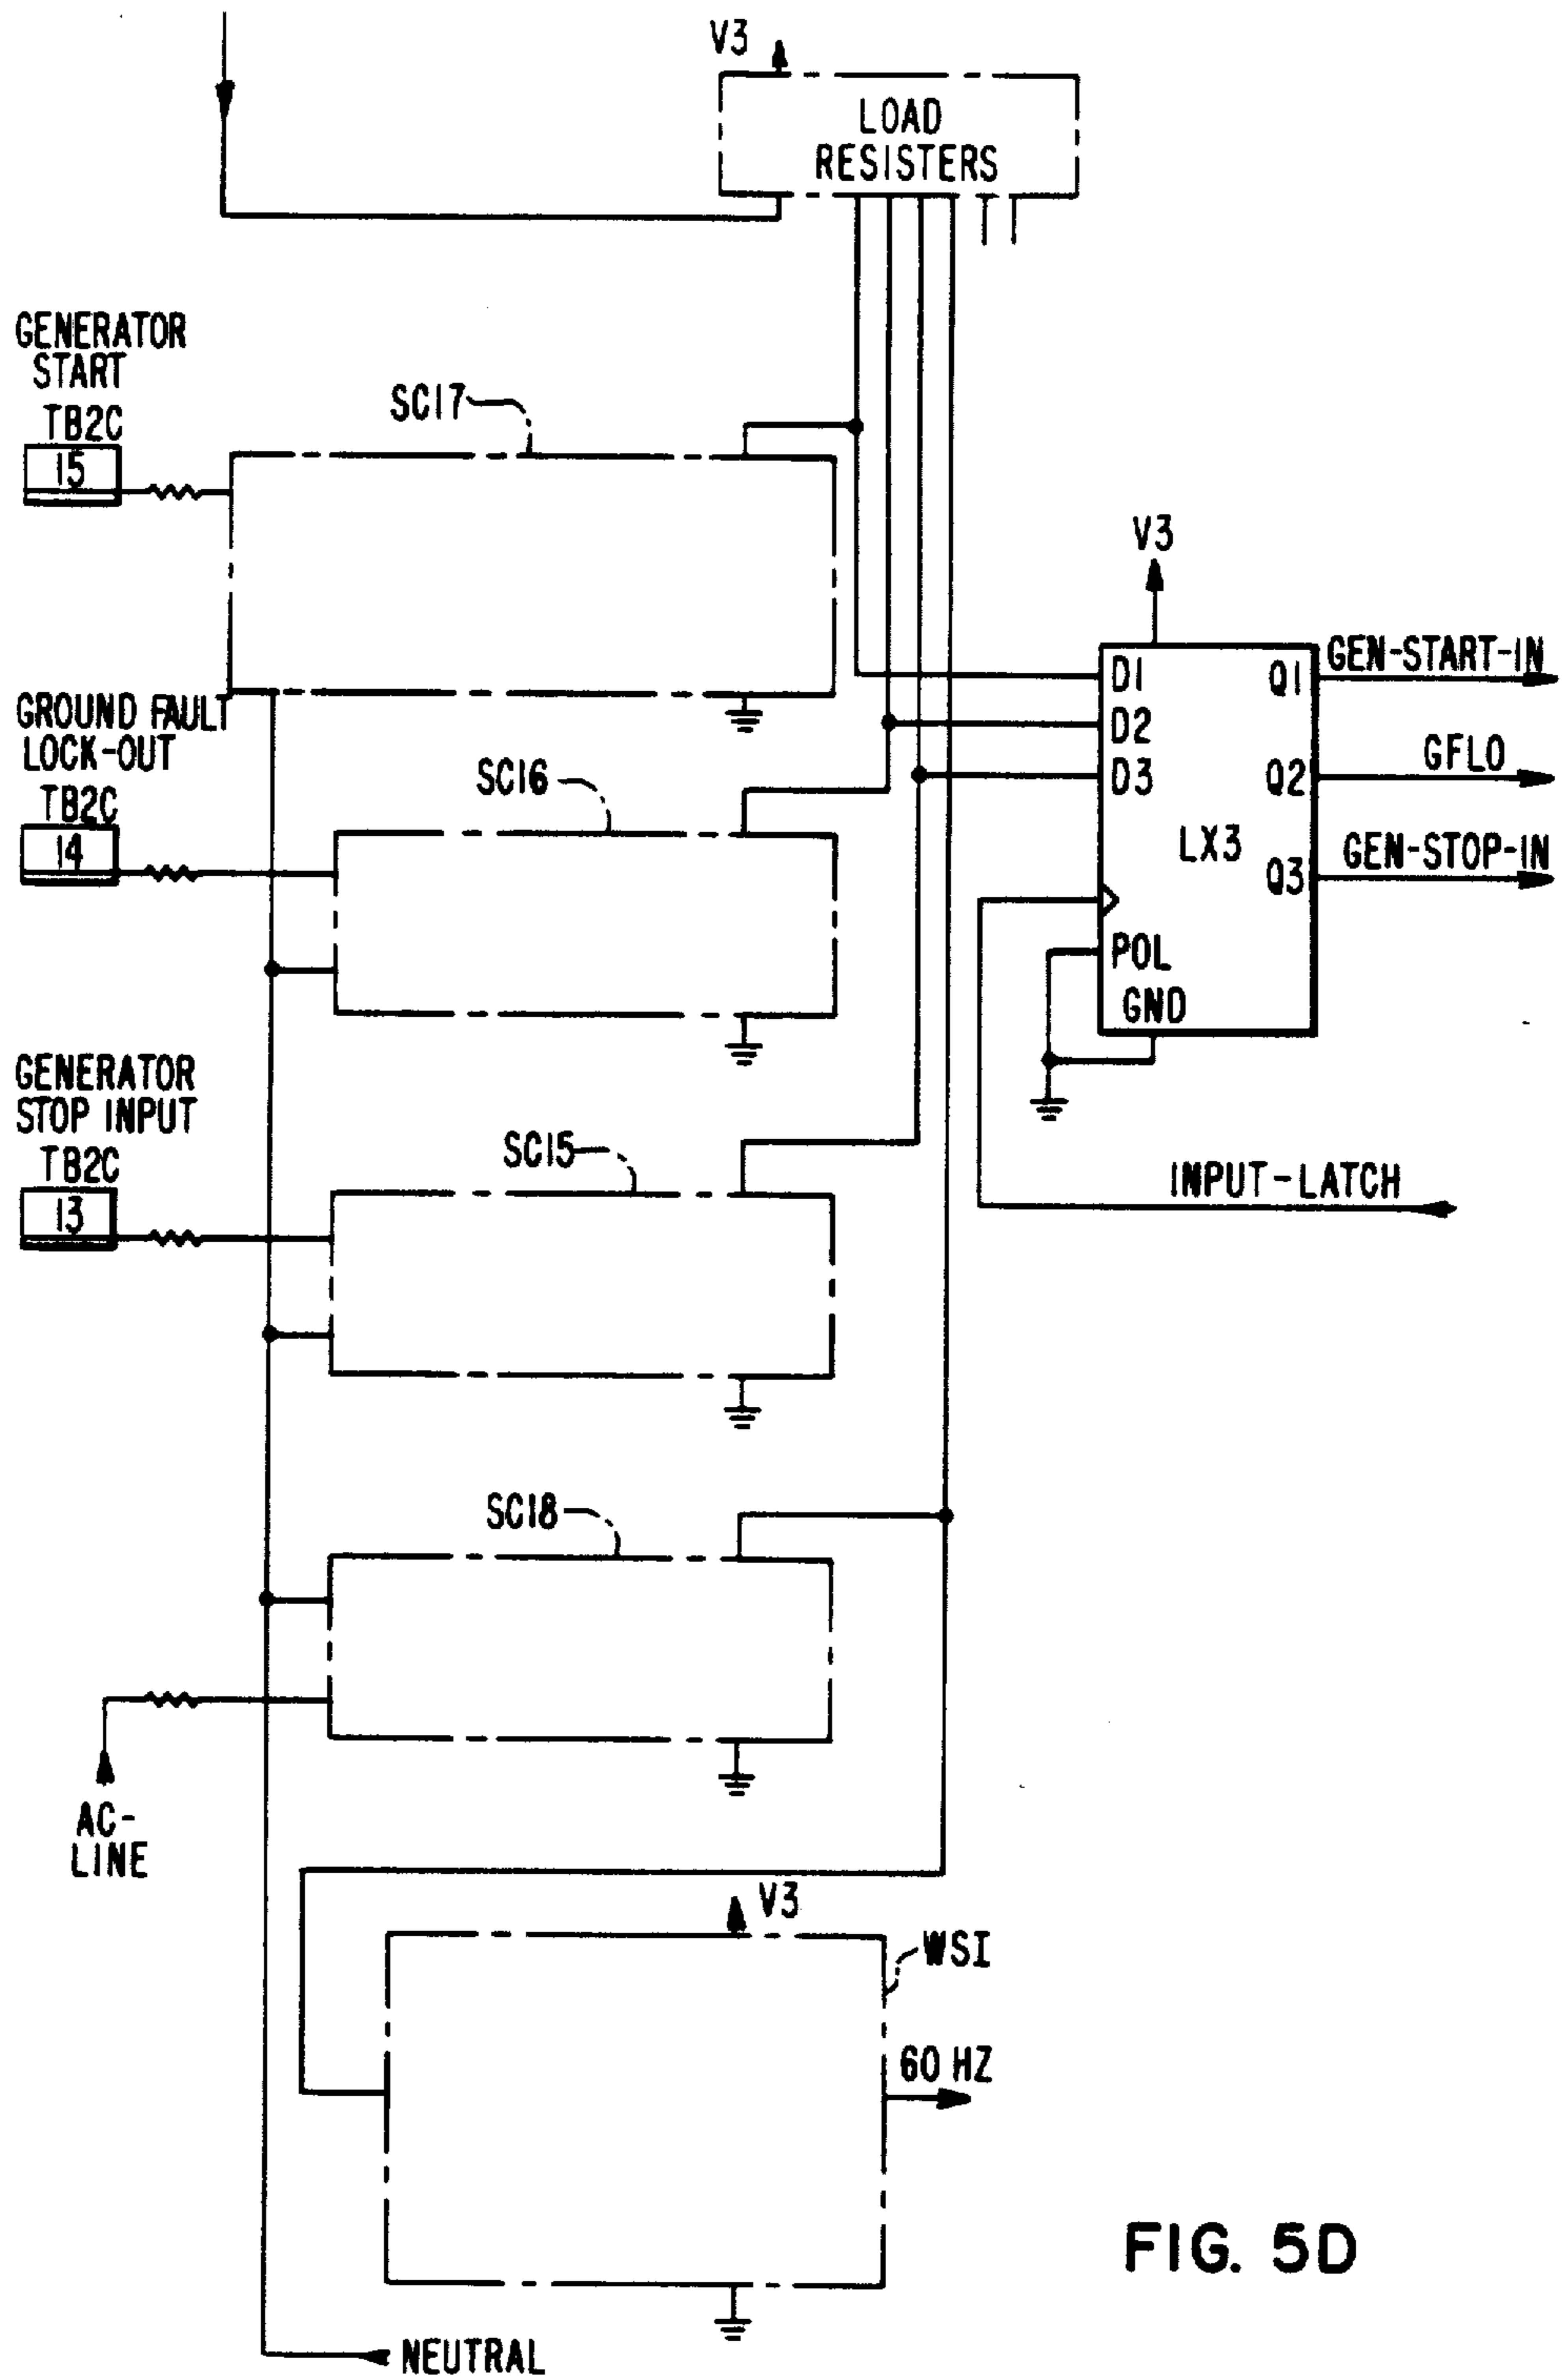 V3
LOAD
RESISTERS
GENERATOR
START
TB2C
15
SC17
V3
D1
D2
D3
Q1
Q2
Q3
LX3
POL
GND
GEN-START-IN
GFLO
GEN-STOP-IN
GROUND FAULT
LOCK-OUT
TB2C
14
SC16
GENERATOR
STOP INPUT
TB2C
13
SC15
INPUT-LATCH
SC18
AC-
LINE
V3
WS1
60 HZ
NEUTRAL
FIG. 5D